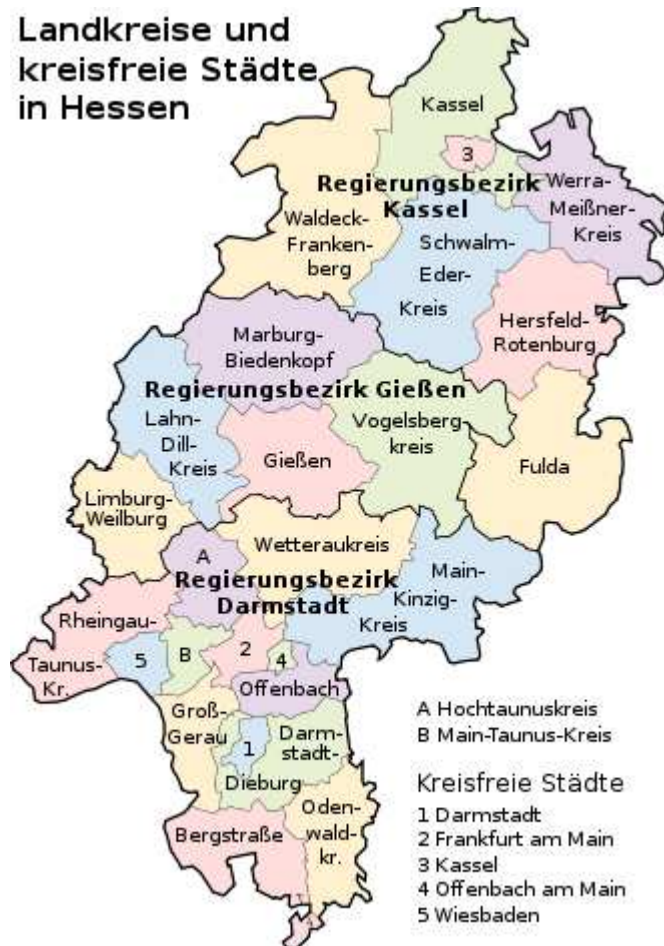 Landkreise und
kreisfreie Städte
in Hessen
Kassel
3
Regierungsbezirk
Kassel
Werra-
Meißner-
Kreis
Waldeck-
Frankenberg-
berg
Schwalm-
Eder-
Kreis
Hersfeld-
Rotenburg
Marburg-
Biedenkopf
Regierungsbezirk Gießen
Lahn-
Dill-
Kreis
Vogelsberg
kreis
Gießen
Fulda
Limburg-
Weilburg
A
Wetteraukreis
Regierungsbezirk
Darmstadt
Main-
Kinzig-
Kreis
Rheingau-
Taunus-
Kr.
5
B
2
4
Offenbach
Groß-
Gerau
1
Darm-
stadt-
Dieburg
Bergstraße
Oden-
wald-
kr.
A Hochtaunuskreis
B Main-Taunus-Kreis
Kreisfreie Städte
1 Darmstadt
2 Frankfurt am Main
3 Kassel
4 Offenbach am Main
5 Wiesbaden